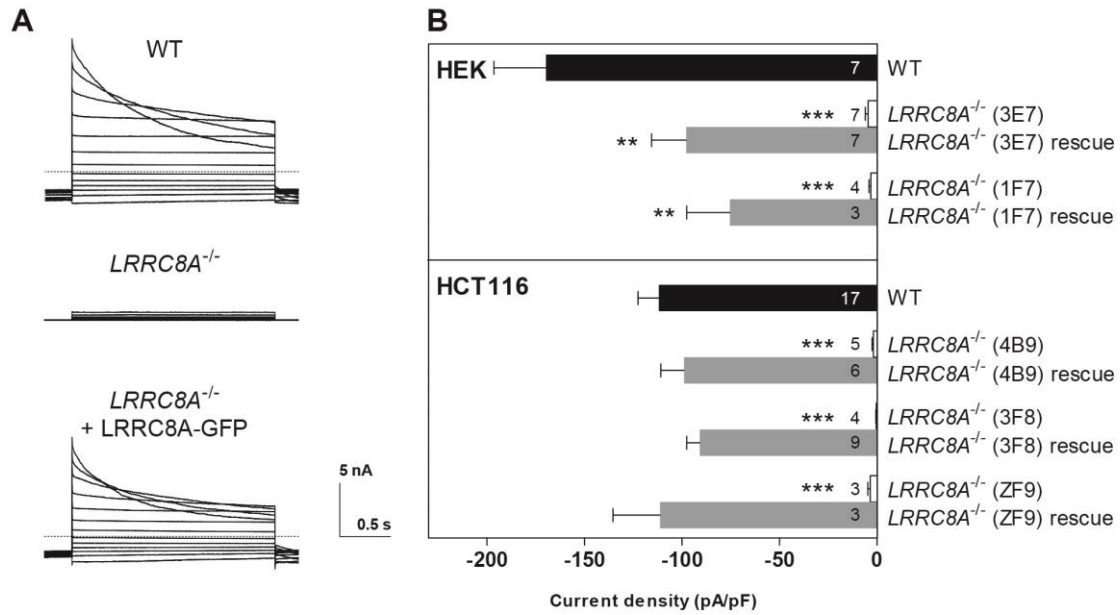 A
WT
LRRC8A-/-
LRRC8A-/-
+ LRRC8A-GFP
5 nA
0.5 s
B
HEK
7
WT
*** 7 LRRC8A-/- (3E7)
** 7 LRRC8A-/- (3E7) rescue
*** 4 LRRC8A-/- (1F7)
** 3 LRRC8A-/- (1F7) rescue
HCT116
17
WT
*** 5 LRRC8A-/- (4B9)
6 LRRC8A-/- (4B9) rescue
*** 4 LRRC8A-/- (3F8)
9 LRRC8A-/- (3F8) rescue
*** 3 LRRC8A-/- (ZF9)
3 LRRC8A-/- (ZF9) rescue
-200 -150 -100 -50 0
Current density (pA/pF)